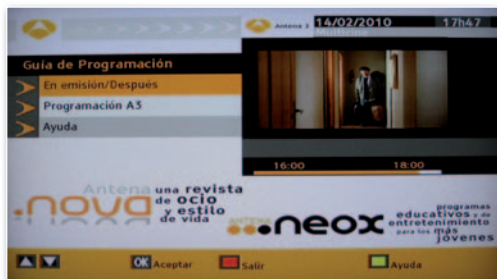 Antena 3
14/02/2010
17h47
Multicine
Guía de Programación
En emisión/Después
Programación A3
Ayuda
16:00
18:00
Antena
.nova
una revista
de ocio
y estilo
de vida
ANTENA
.neox
programas
educativos y de
entretenimiento
para los más
jóvenes
OK Aceptar
Salir
Ayuda